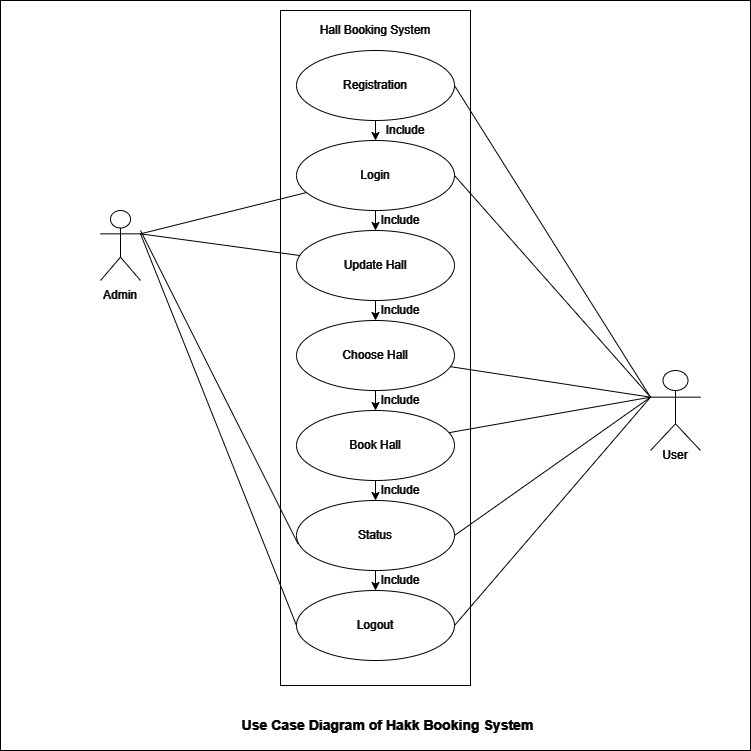 Hall Booking System
Registration
Include
Login
Include
Update Hall
Include
Choose Hall
Include
Book Hall
Include
Status
Include
Logout
Admin
User
Use Case Diagram of Hakk Booking System